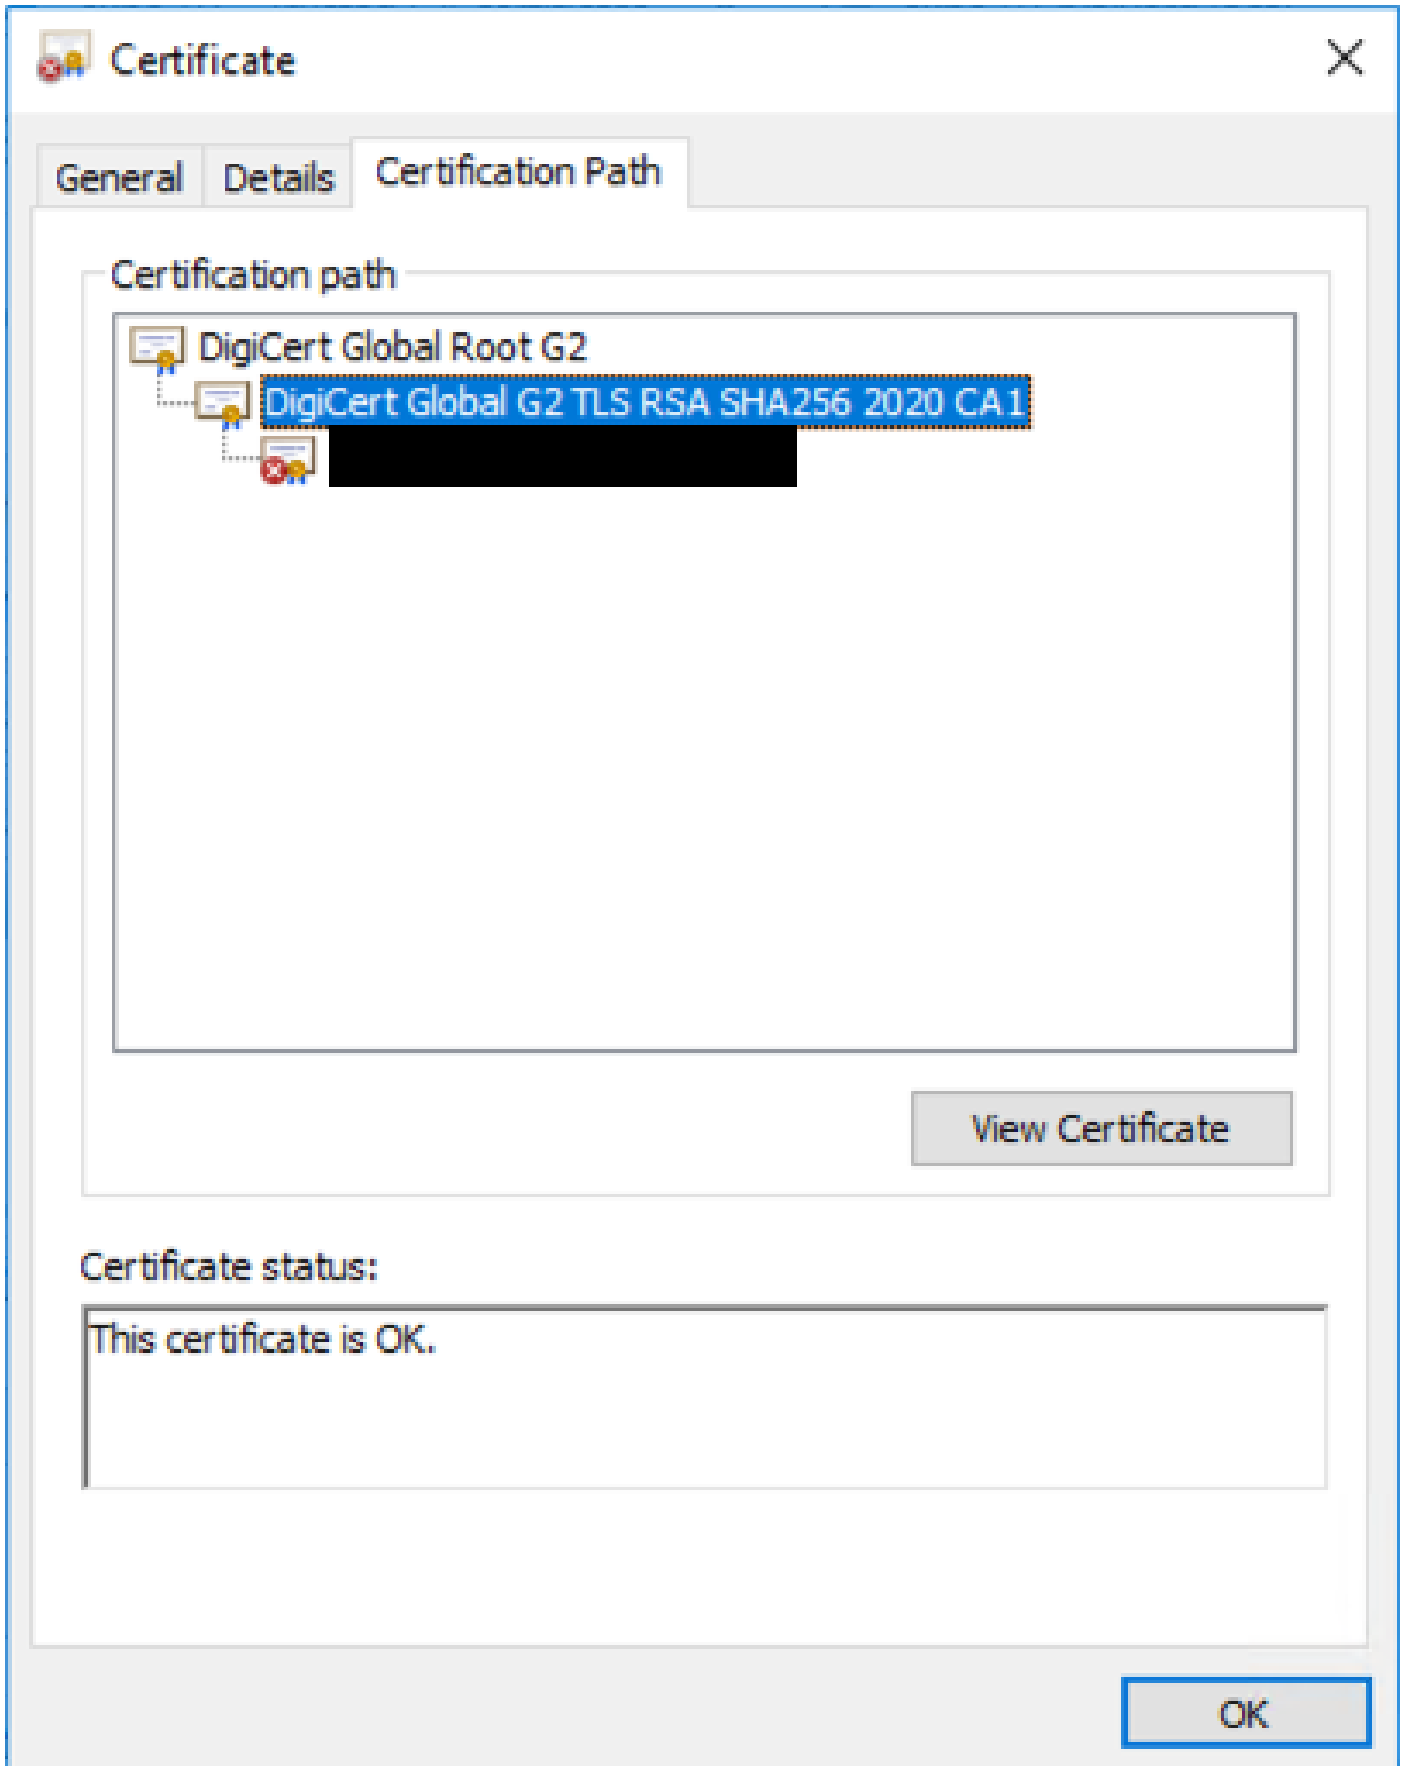 Certificate
General Details Certification Path
Certification path
DigiCert Global Root G2
DigiCert Global G2 TLS RSA SHA256 2020 CA1
View Certificate
Certificate status:
This certificate is OK.
OK